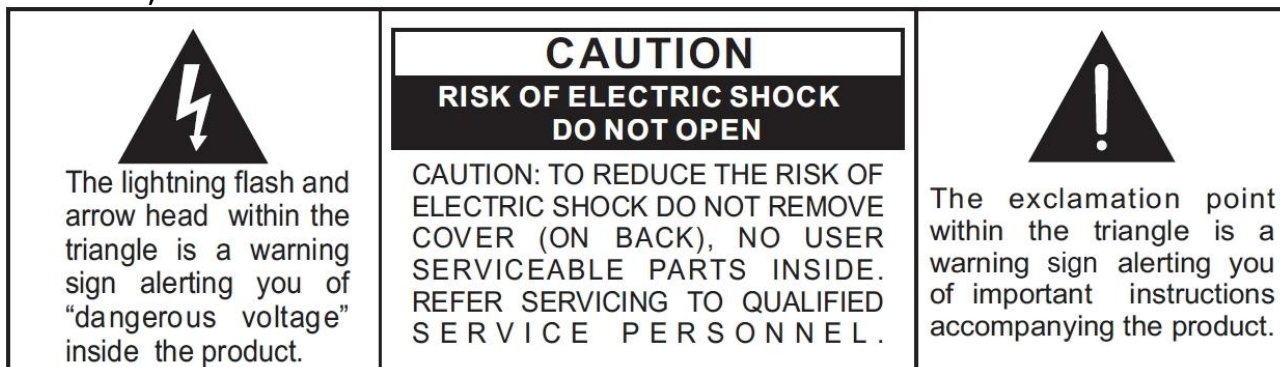 The lightning flash and
arrow head within the
triangle is a warning
sign alerting you of
“dangerous voltage”
inside the product.
CAUTION
RISK OF ELECTRIC SHOCK
DO NOT OPEN
CAUTION: TO REDUCE THE RISK OF
ELECTRIC SHOCK DO NOT REMOVE
COVER (ON BACK), NO USER
SERVICEABLE PARTS INSIDE.
REFER SERVICING TO QUALIFIED
SERVICE PERSONNEL.
The exclamation point
within the triangle is a
warning sign alerting you
of important instructions
accompanying the product.